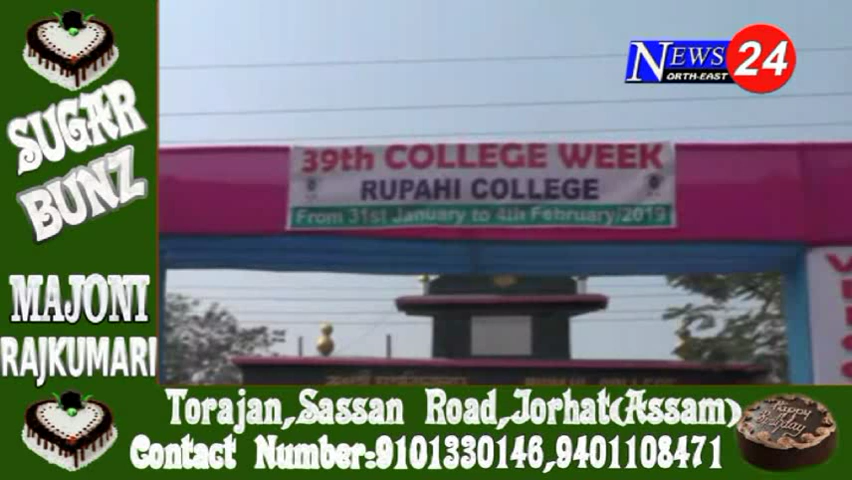 SUGAR
BUNZ
MAJONI
RAJKUMARI
NEWS
ORTH-EAST
24
39th COLLEGE WEEK
RUPAHI COLLEGE
From 31st January to 4th February/2019
Torajan,Sassan Road,Jorhat(Assam)
Contact Number:9101330146,9401108471
Happy
Birthday